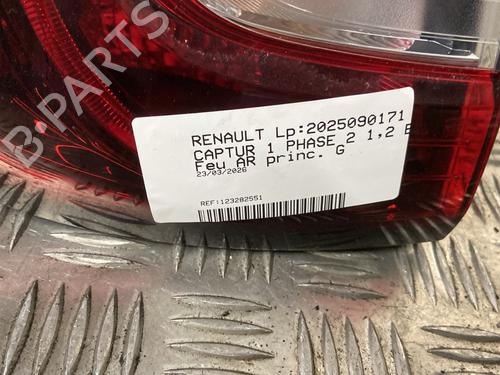 RENAULT Lp:2025090171
CAPTUR 1 PHASE 2 1,2 E
Feu AR princ. G
23/03/2026
REF:123282551
B-PARTS